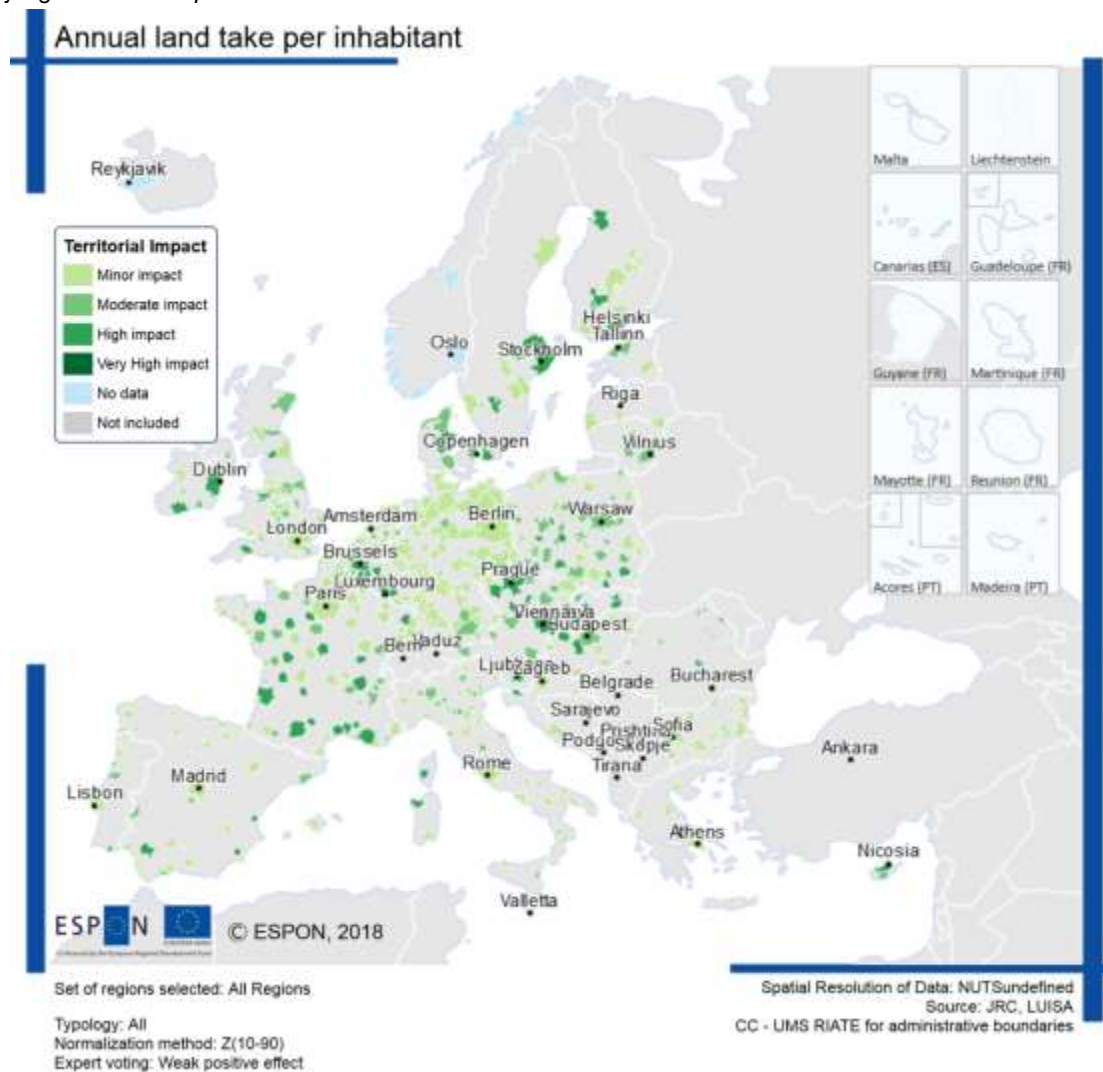 Annual land take per inhabitant
Reykjavik
Territorial Impact
Minor impact
Moderate impact
High impact
Very High impact
No data
Not included
Malta
Liechtenstein
Canarias (ES)
Guadeloupe (FR)
Guyane (FR)
Martinique (FR)
Mayotte (FR)
Reunion (FR)
Acores (PT)
Madeira (PT)
Oslo
Stockholm
Helsinki
Tallinn
Riga
Copenhagen
Vilnius
Dublin
London
Amsterdam
Berlin
Warsaw
Brussels
Luxembourg
Prague
Paris
Vienna
Budapest
Bern
Vaduz
Zagreb
Belgrade
Bucharest
Sarajevo
Sofia
Skopje
Tirana
Ankara
Rome
Madrid
Lisbon
Athens
Nicosia
Valletta
ESPON
© ESPON, 2018
Set of regions selected: All Regions
Typology: All
Normalization method: Z(10-90)
Expert voting: Weak positive effect
Spatial Resolution of Data: NUTSundefined
Source: JRC, LUISA
CC - UMS RIATE for administrative boundaries